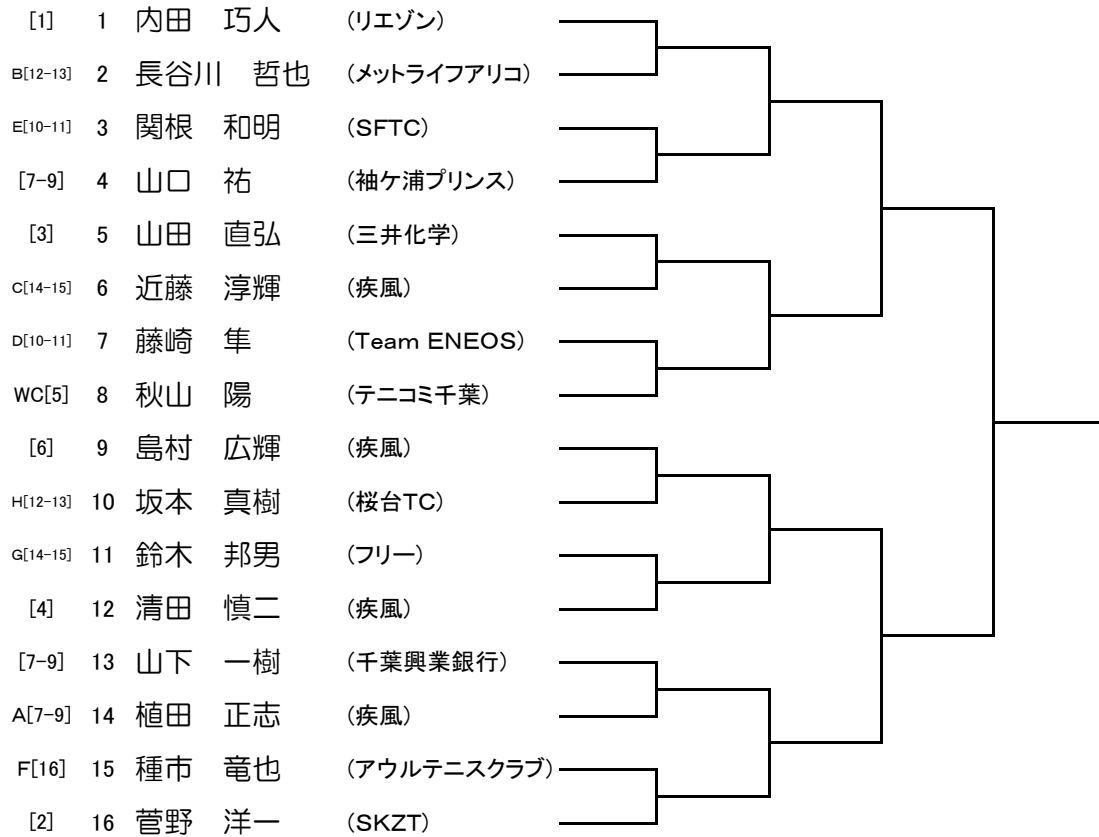 [1] 1 内田　巧人 (リエゾン)
B[12-13] 2 長谷川　哲也 (メットライフアリコ)
E[10-11] 3 関根　和明 (SFTC)
[7-9] 4 山口　祐 (袖ケ浦プリンス)
[3] 5 山田　直弘 (三井化学)
C[14-15] 6 近藤　淳輝 (疾風)
D[10-11] 7 藤崎　隼 (Team ENEOS)
WC[5] 8 秋山　陽 (テニコミ千葉)
[6] 9 島村　広輝 (疾風)
H[12-13] 10 坂本　真樹 (桜台TC)
G[14-15] 11 鈴木　邦男 (フリー)
[4] 12 清田　慎二 (疾風)
[7-9] 13 山下　一樹 (千葉興業銀行)
A[7-9] 14 植田　正志 (疾風)
F[16] 15 種市　竜也 (アウルテニスクラブ)
[2] 16 菅野　洋一 (SKZT)